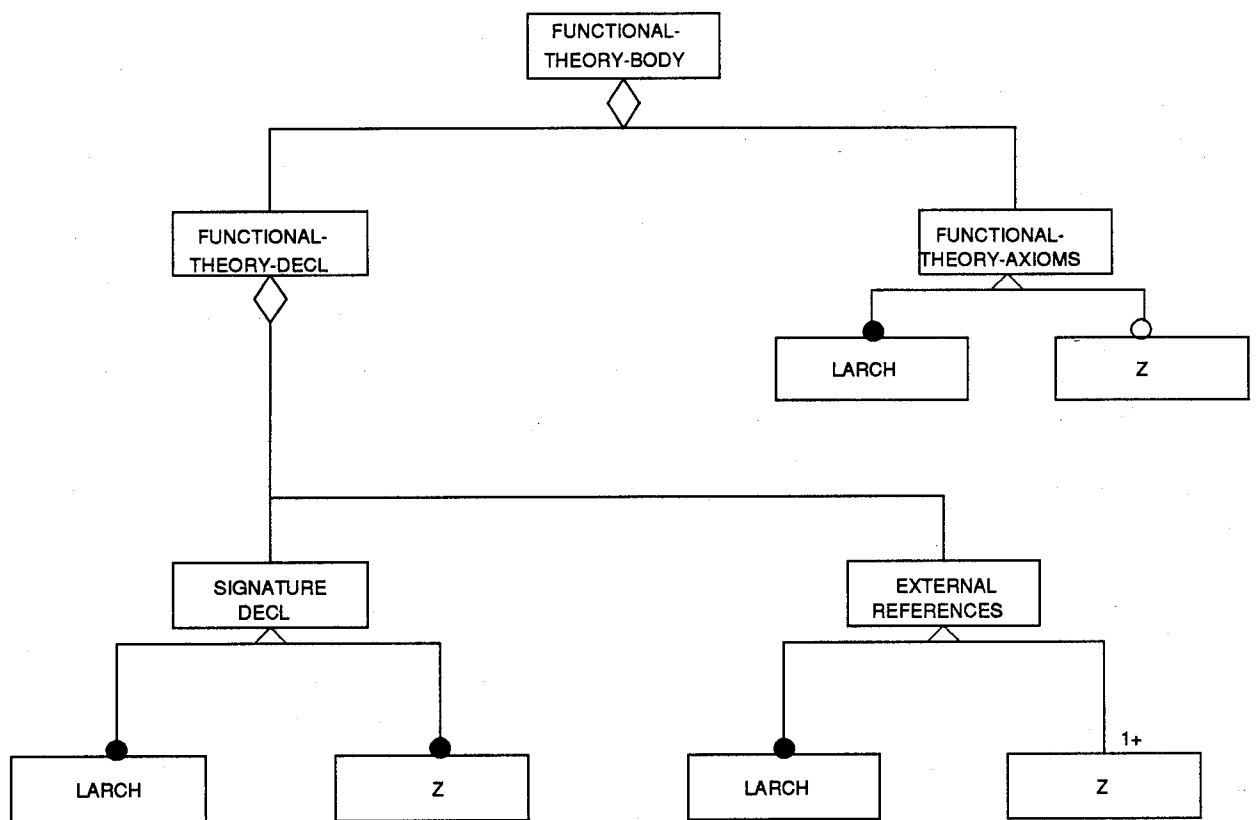 FUNCTIONAL-
THEORY-BODY
FUNCTIONAL-
THEORY-DECL
FUNCTIONAL-
THEORY-AXIOMS
LARCH
Z
SIGNATURE
DECL
EXTERNAL
REFERENCES
1+
LARCH
Z
LARCH
Z